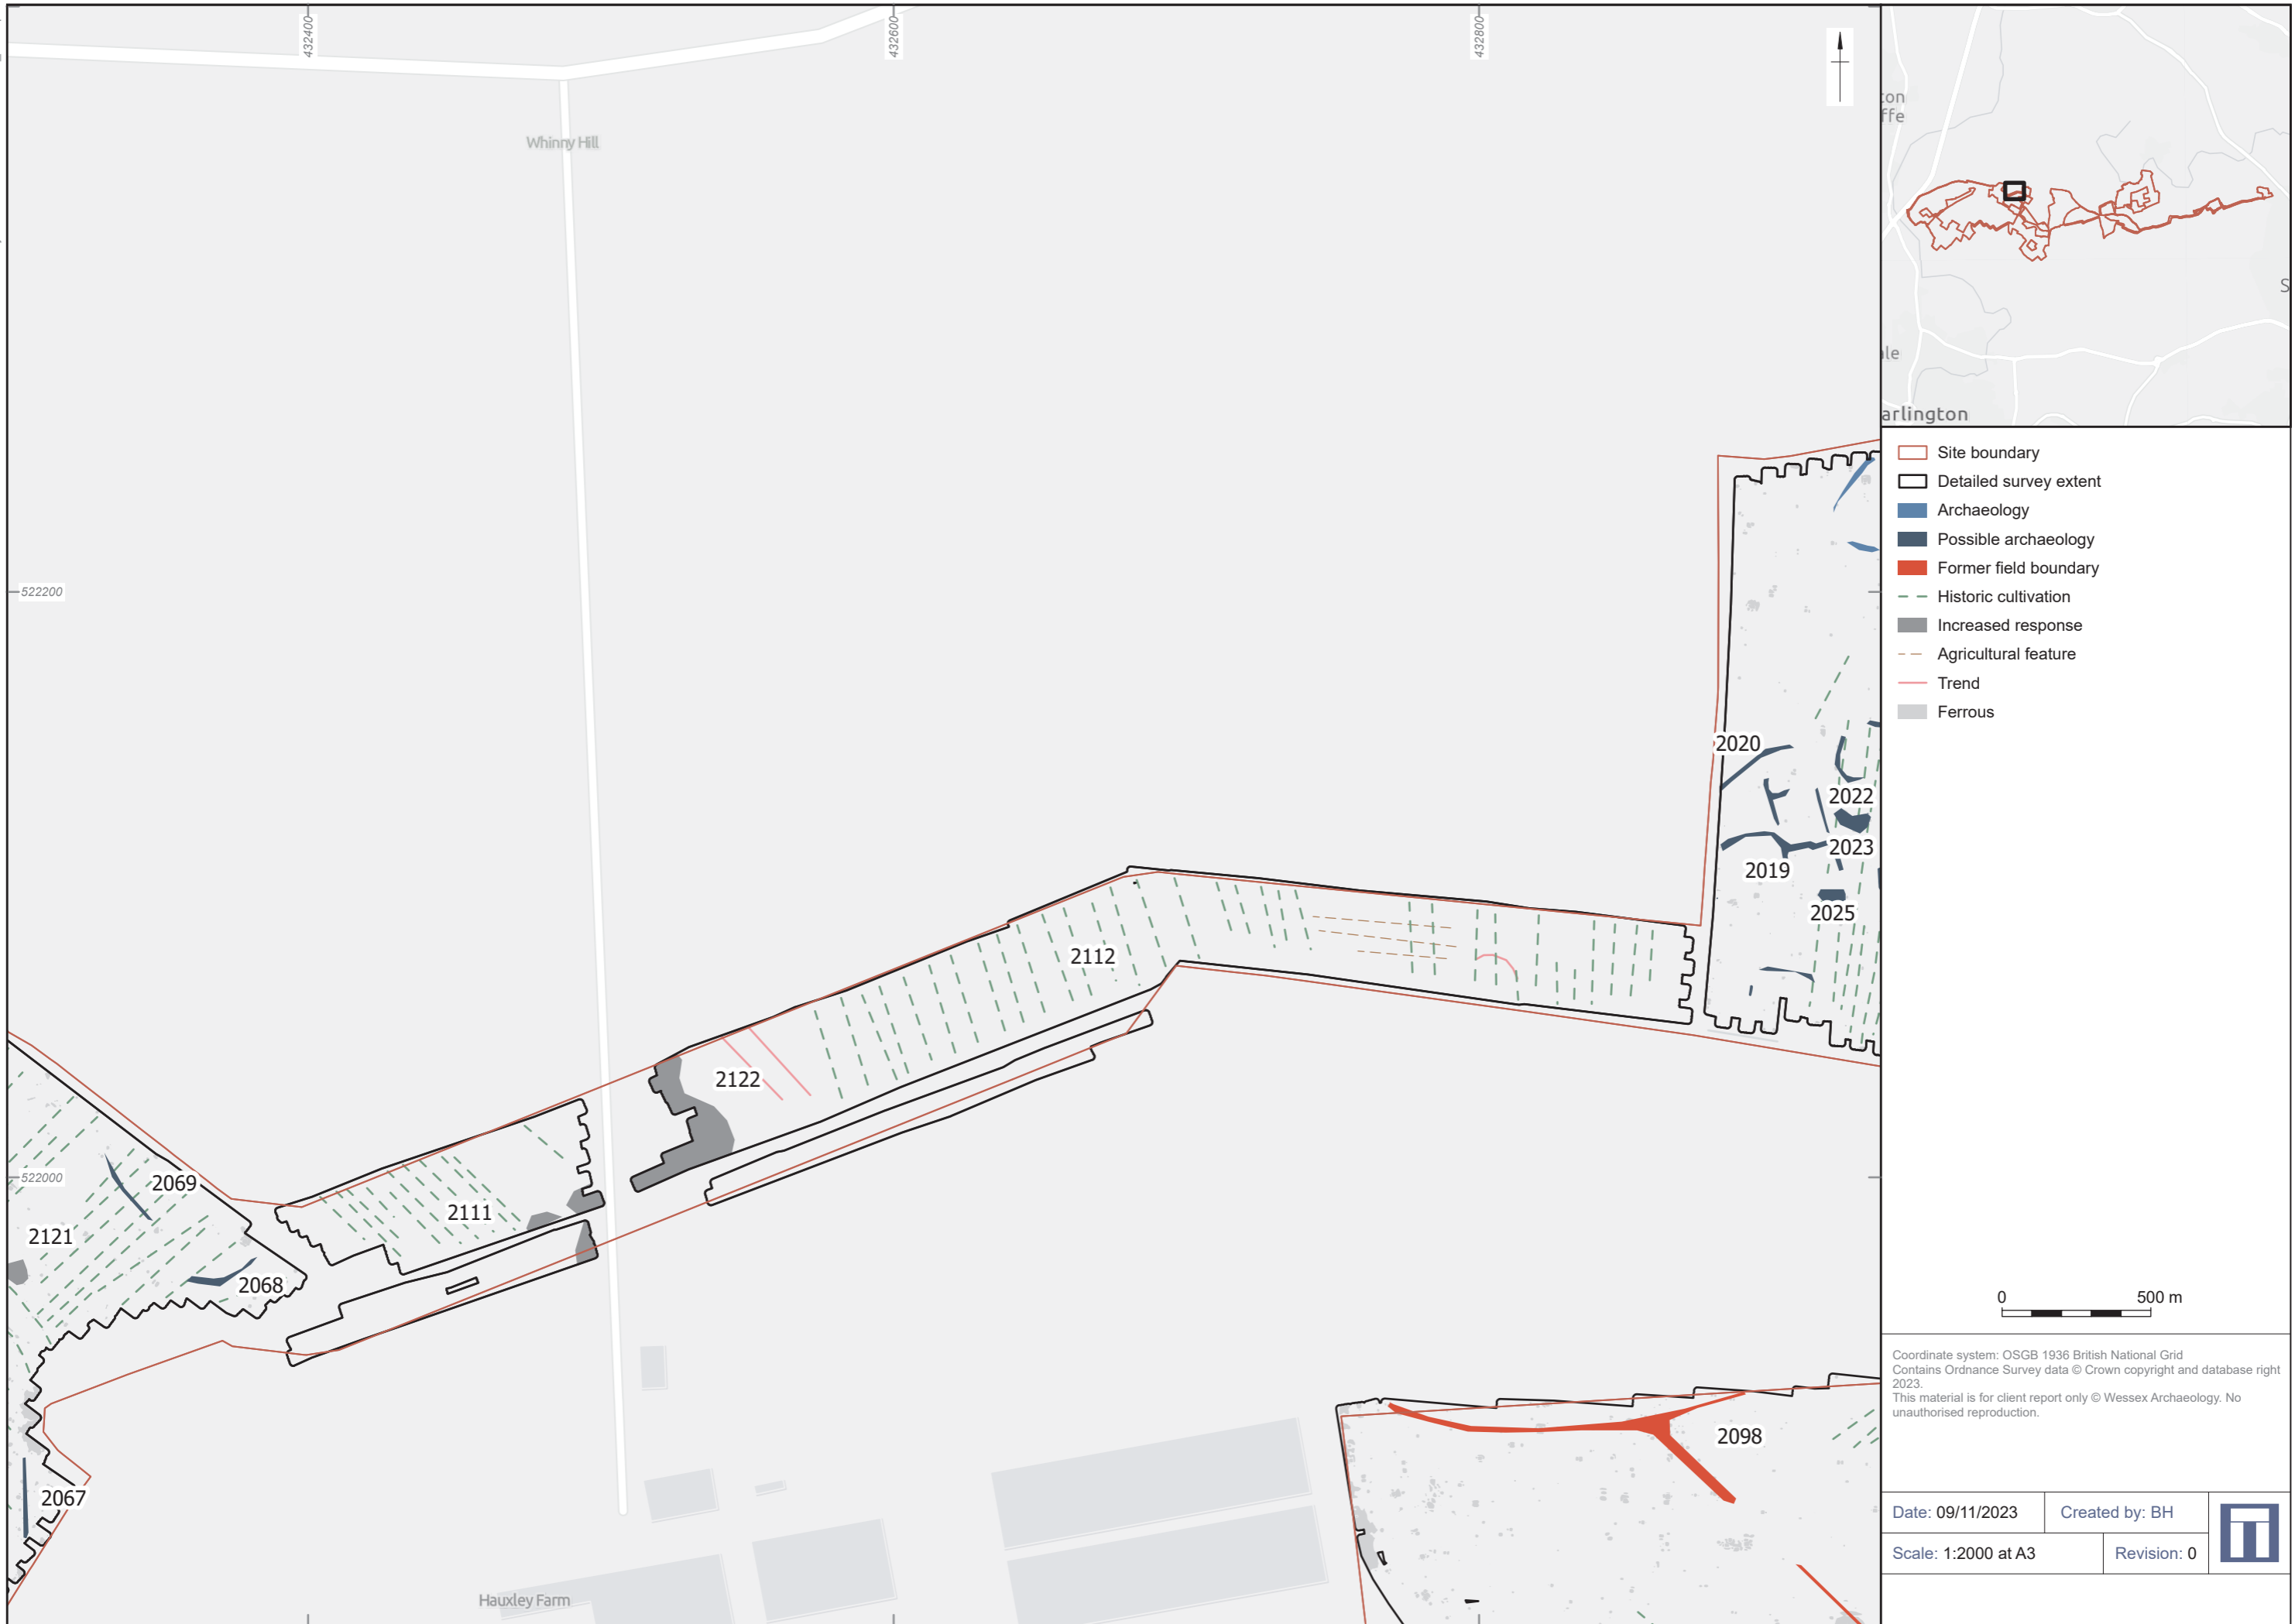 432400
432600
432800
Whinny Hill
522200
522000
2020
2022
2023
2019
2025
2112
2122
2069
2111
2121
2068
2067
2098
Hauxley Farm
ton
ffe
S
ale
arlington
Site boundary
Detailed survey extent
Archaeology
Possible archaeology
Former field boundary
Historic cultivation
Increased response
Agricultural feature
Trend
Ferrous
0 500 m
Coordinate system: OSGB 1936 British National Grid
Contains Ordnance Survey data © Crown copyright and database right
2023.
This material is for client report only © Wessex Archaeology. No
unauthorised reproduction.
Date: 09/11/2023 Created by: BH
Scale: 1:2000 at A3 Revision: 0